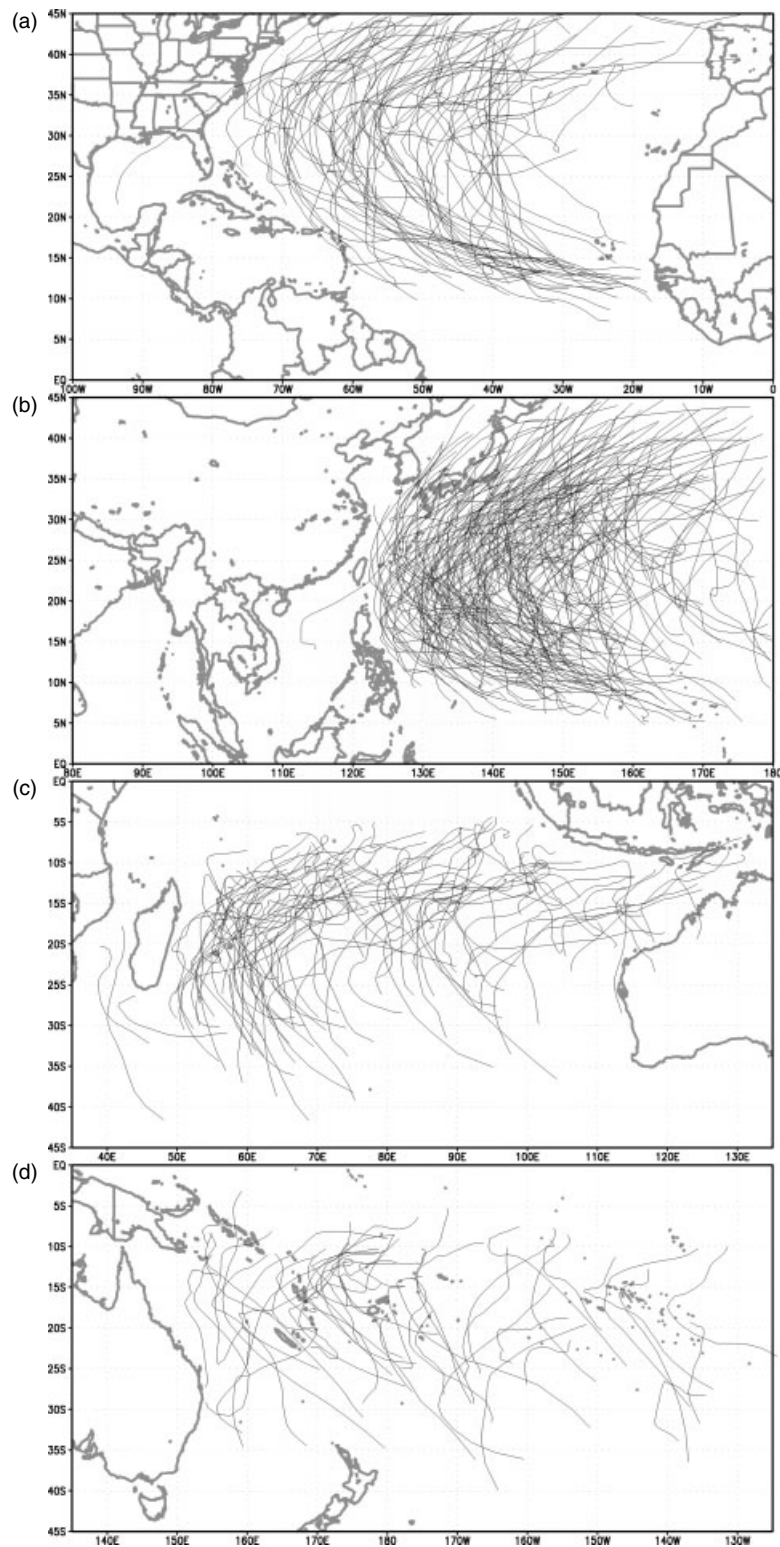 (a)
45N
40N
35N
30N
25N
20N
15N
10N
5N
EQ
100W 90W 80W 70W 60W 50W 40W 30W 20W 10W 0
(b)
45N
40N
35N
30N
25N
20N
15N
10N
5N
EQ
80E 90E 100E 110E 120E 130E 140E 150E 160E 170E 180
(c)
EQ
5S
10S
15S
20S
25S
30S
35S
40S
45S
40E 50E 60E 70E 80E 90E 100E 110E 120E 130E
(d)
EQ
5S
10S
15S
20S
25S
30S
35S
40S
45S
140E 150E 160E 170E 180 170W 160W 150W 140W 130W